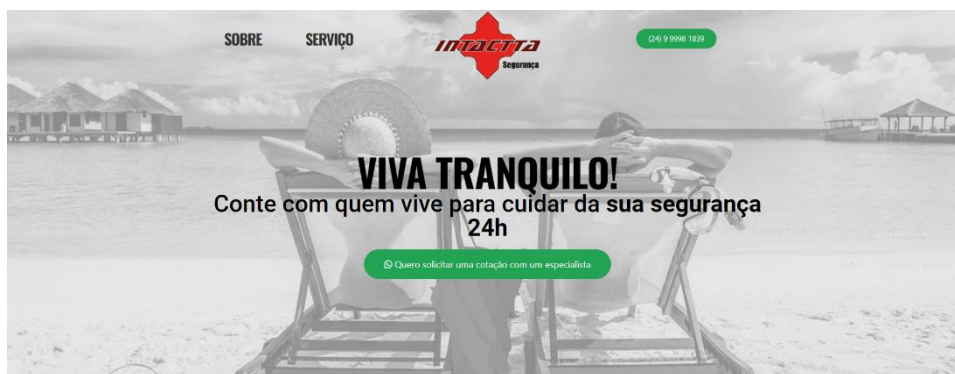 SOBRE
SERVIÇO
INTACTTA
Segurança
(24) 9 9998 1839
VIVA TRANQUILO!
Conte com quem vive para cuidar da sua segurança
24h
Quero solicitar uma cotação com um especialista